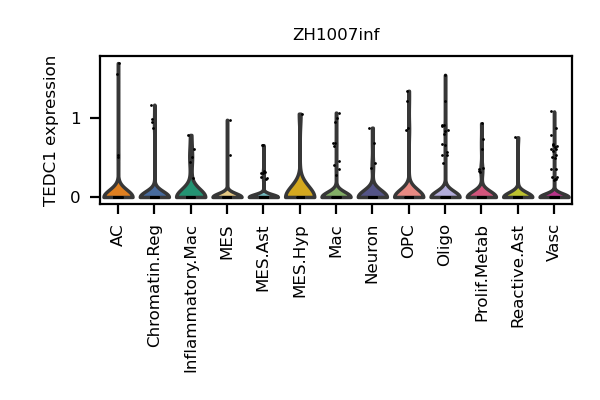 ZH1007inf
TEDC1 expression
1
0
AC
Chromatin.Reg
Inflammatory.Mac
MES
MES.Ast
MES.Hyp
Mac
Neuron
OPC
Oligo
Prolif.Metab
Reactive.Ast
Vasc